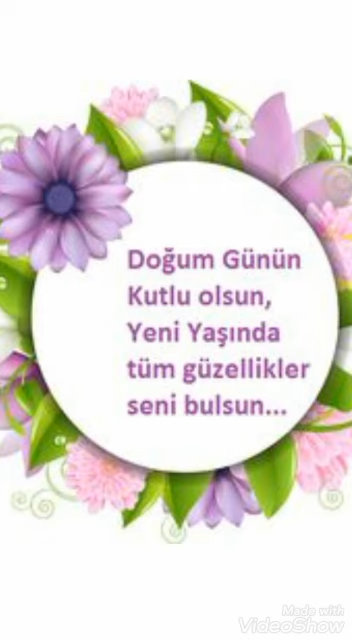 Doğum Günün
Kutlu olsun,
Yeni Yaşında
tüm güzellikler
seni bulsun...
Made with
VideoShow